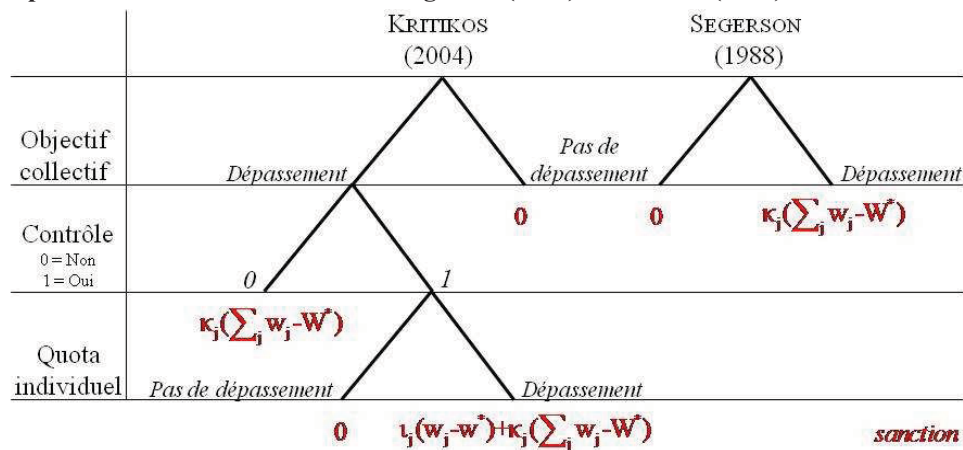 KRITIKOS SEGERSON
(2004) (1988)
Objectif
collectif
Dépassement
Pas de
dépassement
Dépassement
0 0 κj(∑j wj-W*)
Contrôle
0 = Non
1 = Oui
0 1
κj(∑j wj-W*)
Quota
individuel
Pas de dépassement Dépassement
0 ιj(wj-w*)+κj(∑j wj-W*) sanction